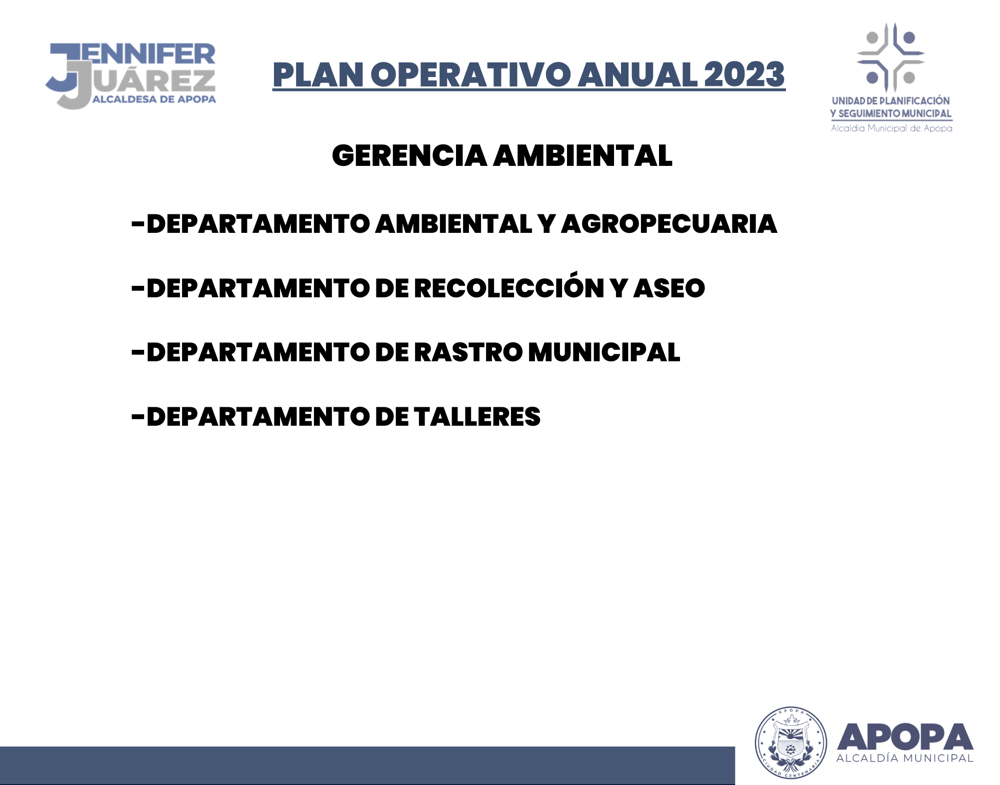 JENNIFER
JUÁREZ
ALCALDESA DE APOPA
PLAN OPERATIVO ANUAL 2023
UNIDAD DE PLANIFICACIÓN
Y SEGUIMIENTO MUNICIPAL
Alcaldia Municipal de Apopa
GERENCIA AMBIENTAL
-DEPARTAMENTO AMBIENTAL Y AGROPECUARIA
-DEPARTAMENTO DE RECOLECCIÓN Y ASEO
-DEPARTAMENTO DE RASTRO MUNICIPAL
-DEPARTAMENTO DE TALLERES
APOPA
CIUDAD CENTENARIA
APOPA
ALCALDÍA MUNICIPAL